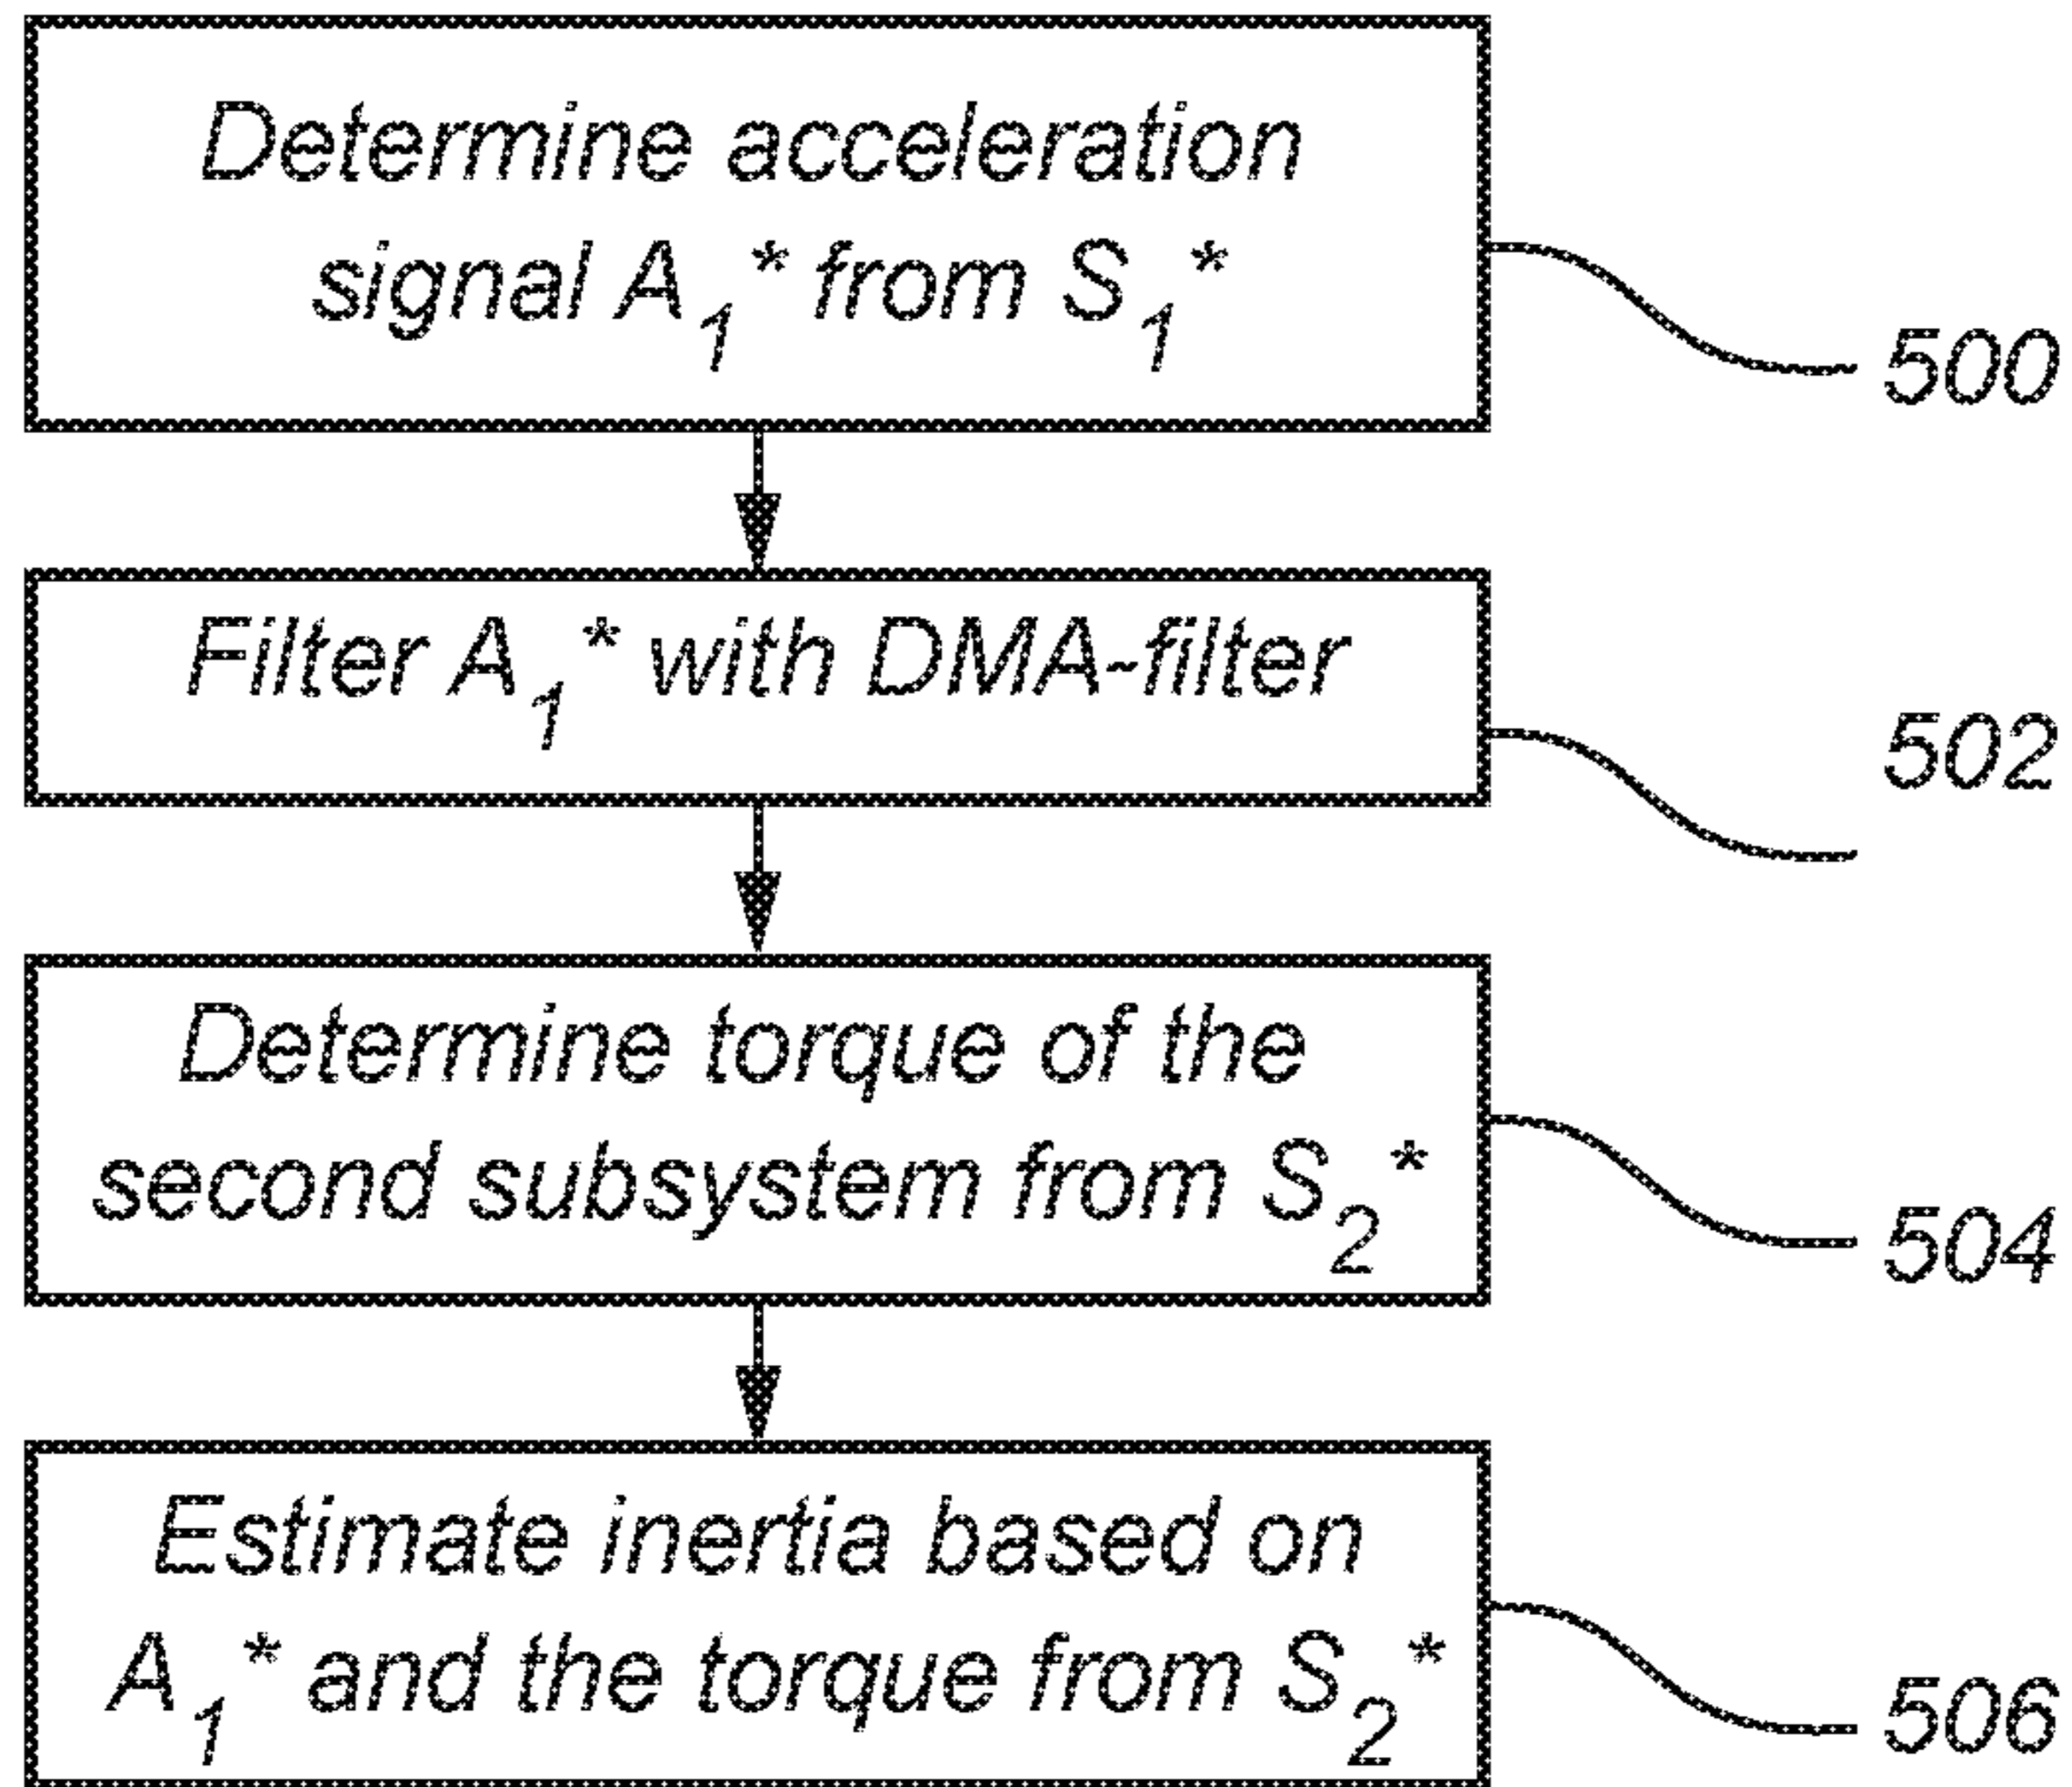 Determine acceleration
signal A₁* from S₁*
500
Filter A₁* with DMA-filter
502
Determine torque of the
second subsystem from S₂*
504
Estimate inertia based on
A₁* and the torque from S₂*
506